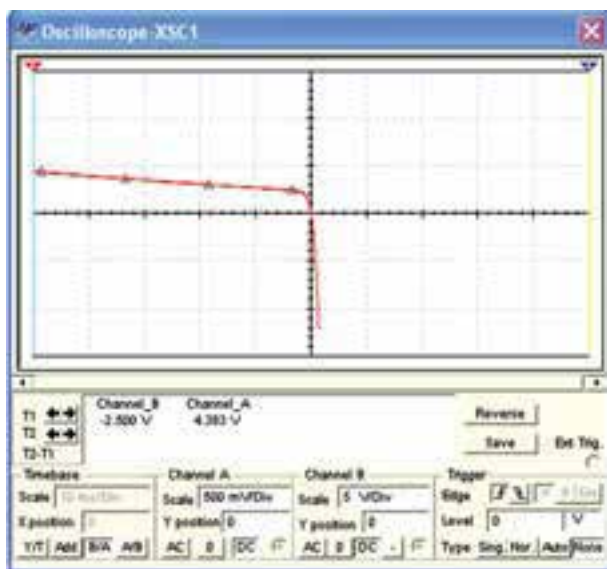 Oscilloscope-XSC1
Channel_B Channel_A
T1 -2.500 V 4.383 V
Reverse
T2
Save Ext Trig.
T2-T1
Timebase Channel A Channel B Trigger
Scale Scale 500 mV/Div Scale 5 V/Div Edge
X position Y position 0 Y position 0 Level 0 V
Y/T Add B/A A/B AC 0 DC AC 0 DC - Type Sing. Nor. Auto None